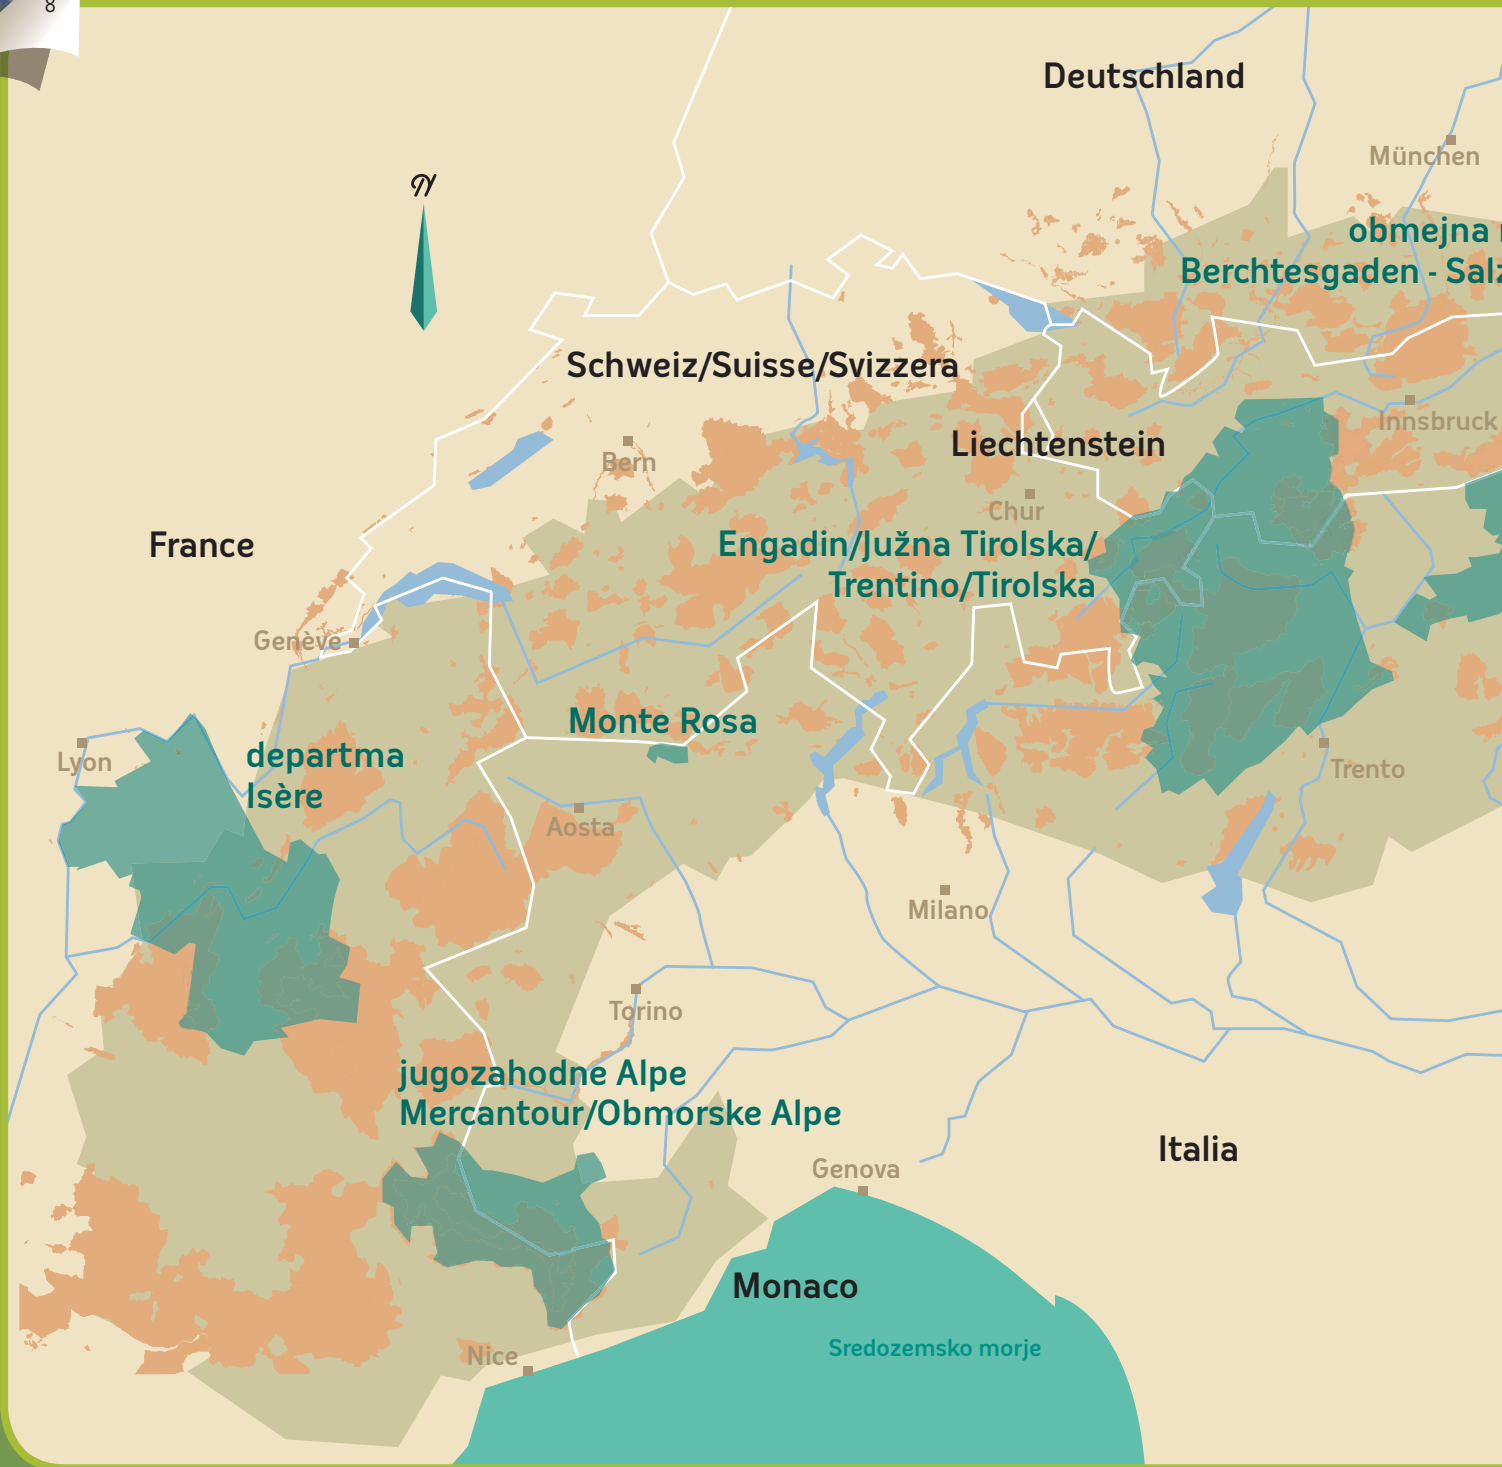 8
Deutschland
München
N
obmejna
Berchtesgaden - Salz
Schweiz/Suisse/Svizzera
Innsbruck
Liechtenstein
Bern
Chur
France
Engadin/Južna Tirolska/
Trentino/Tirolska
Genève
Monte Rosa
Lyon
departma
Isère
Trento
Aosta
Milano
Torino
jugozahodne Alpe
Mercantour/Obmorske Alpe
Italia
Genova
Monaco
Sredozemsko morje
Nice